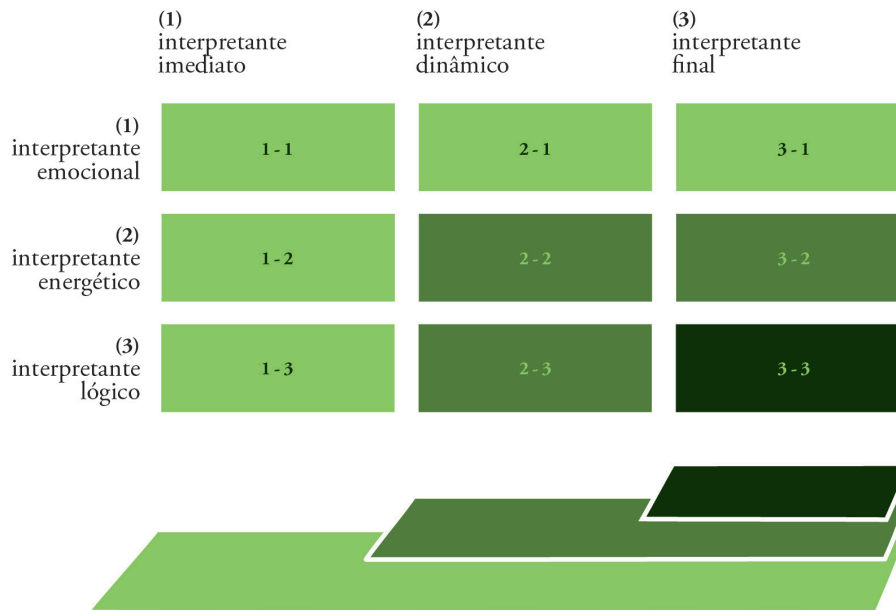 (1)
interpretante
imediato
(2)
interpretante
dinâmico
(3)
interpretante
final
(1)
interpretante
emocional
1 - 1
2 - 1
3 - 1
(2)
interpretante
energético
1 - 2
2 - 2
3 - 2
(3)
interpretante
lógico
1 - 3
2 - 3
3 - 3